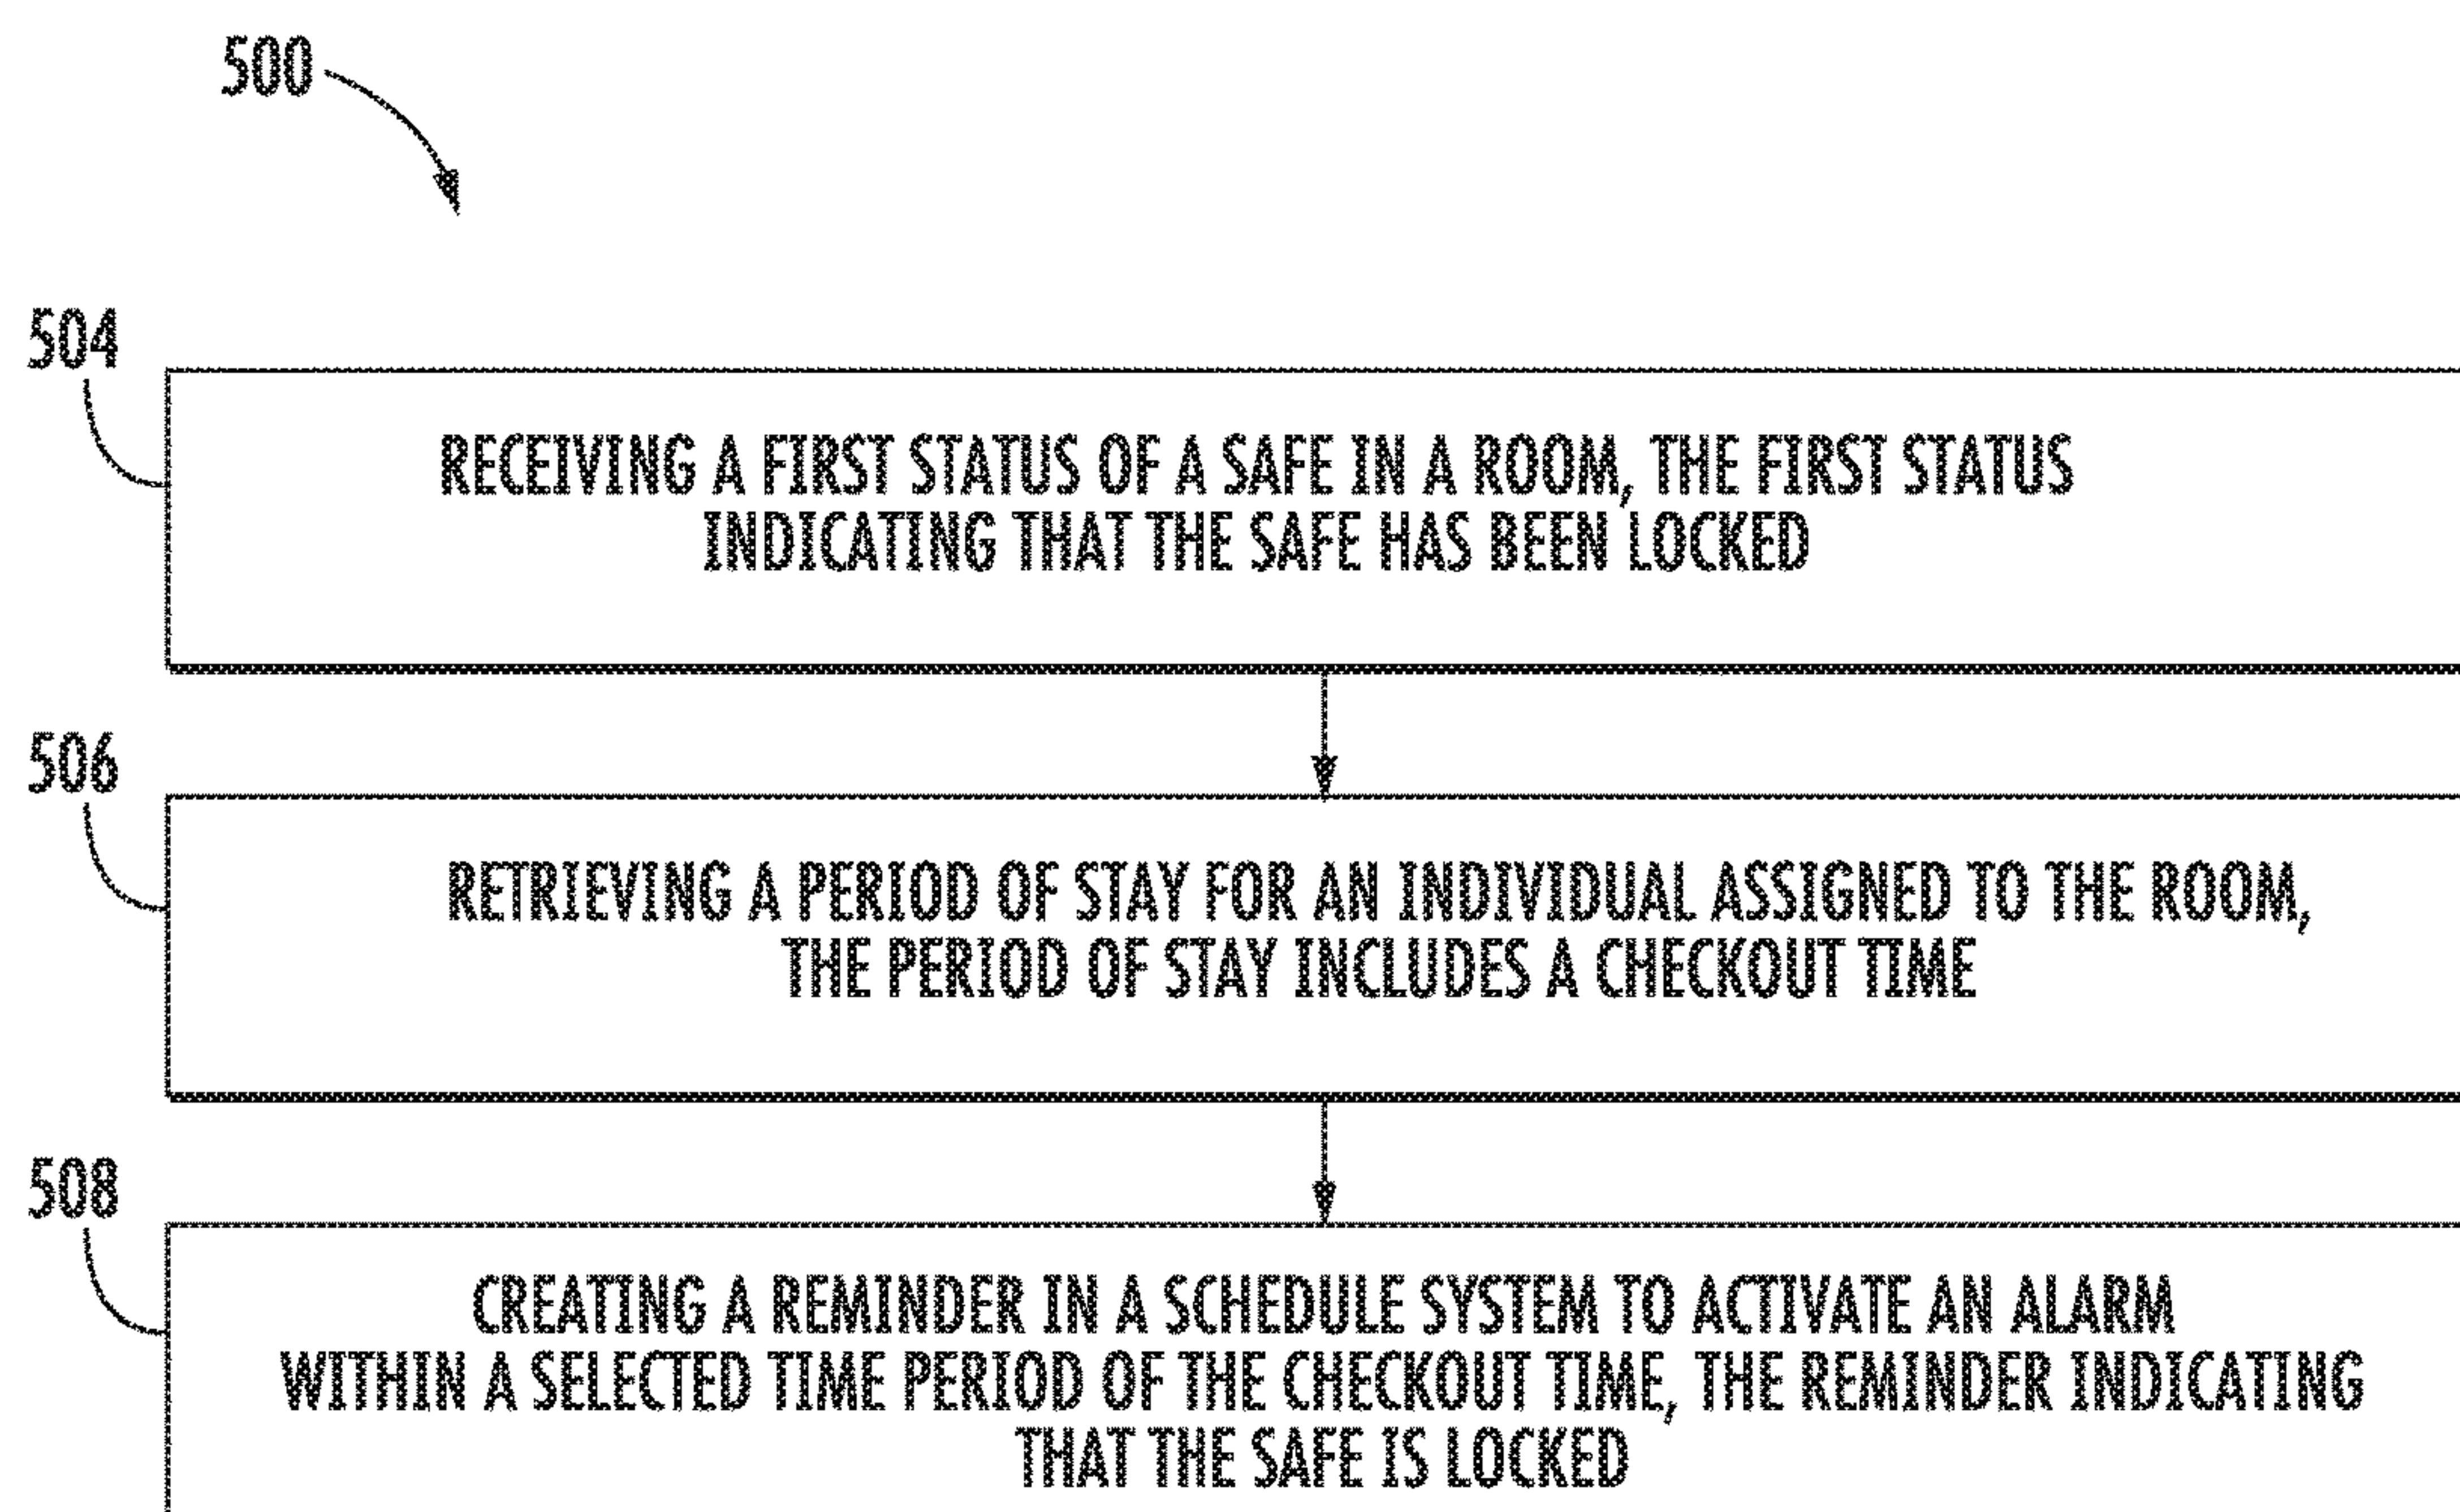 500
504
RECEIVING A FIRST STATUS OF A SAFE IN A ROOM, THE FIRST STATUS
INDICATING THAT THE SAFE HAS BEEN LOCKED
506
RETRIEVING A PERIOD OF STAY FOR AN INDIVIDUAL ASSIGNED TO THE ROOM,
THE PERIOD OF STAY INCLUDES A CHECKOUT TIME
508
CREATING A REMINDER IN A SCHEDULE SYSTEM TO ACTIVATE AN ALARM
WITHIN A SELECTED TIME PERIOD OF THE CHECKOUT TIME, THE REMINDER INDICATING
THAT THE SAFE IS LOCKED